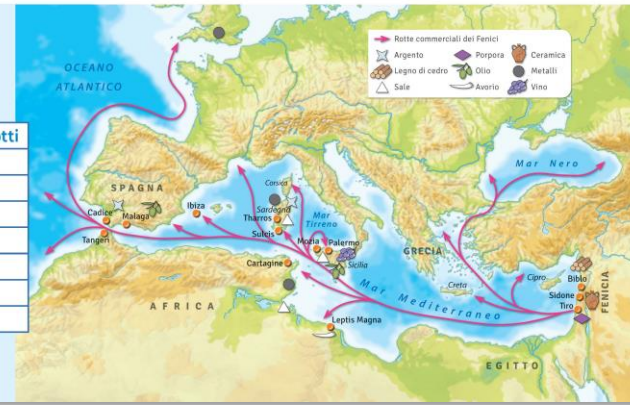 Rotte commerciali dei Fenici
Argento
Porpora
Ceramica
Legno di cedro
Olio
Metalli
Sale
Avorio
Vino
OCEANO
ATLANTICO
otti
SPAGNA
Cadice
Malaga
Tangeri
Ibiza
Corsica
Sardegna
Tharros
Sulcis
Mar
Tirreno
Mozia
Palermo
Sicilia
Cartagine
AFRICA
Leptis Magna
Mar Mediterraneo
GRECIA
Creta
Mar Nero
Cipro
Biblo
Sidone
Tiro
FENICIA
EGITTO